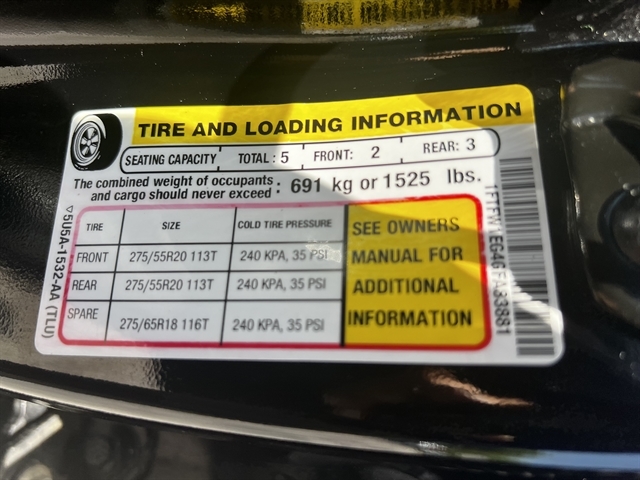 TIRE AND LOADING INFORMATION
SEATING CAPACITY TOTAL : 5 FRONT: 2 REAR: 3
The combined weight of occupants and cargo should never exceed : 691 kg or 1525 lbs.
TIRE SIZE COLD TIRE PRESSURE
FRONT 275/55R20 113T 240 KPA, 35 PSI
REAR 275/55R20 113T 240 KPA, 35 PSI
SPARE 275/65R18 116T 240 KPA, 35 PSI
SEE OWNERS
MANUAL FOR
ADDITIONAL
INFORMATION
5U5A-1532-AA (TLU)